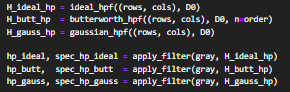 H_ideal_hp = ideal_hpf((rows, cols), D0)
H_butt_hp = butterworth_hpf((rows, cols), D0, n=order)
H_gauss_hp = gaussian_hpf((rows, cols), D0)
hp_ideal, spec_hp_ideal = apply_filter(gray, H_ideal_hp)
hp_butt, spec_hp_butt = apply_filter(gray, H_butt_hp)
hp_gauss, spec_hp_gauss = apply_filter(gray, H_gauss_hp)